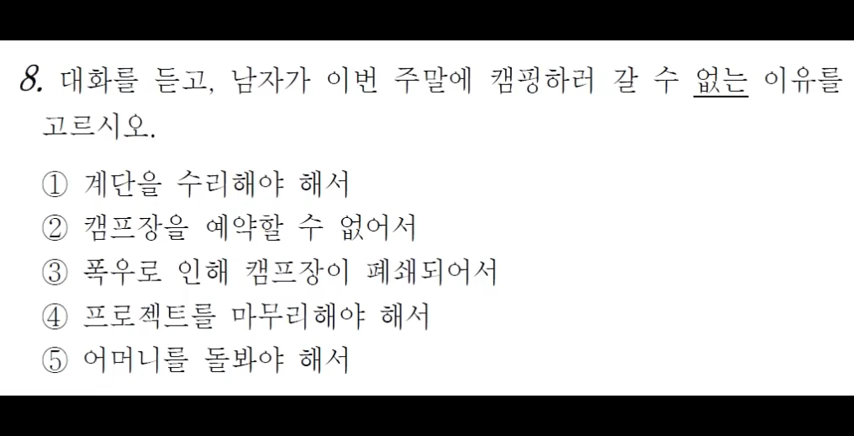 8. 대화를 듣고, 남자가 이번 주말에 캠핑하러 갈 수 없는 이유를
고르시오.
① 계단을 수리해야 해서
② 캠프장을 예약할 수 없어서
③ 폭우로 인해 캠프장이 폐쇄되어서
④ 프로젝트를 마무리해야 해서
⑤ 어머니를 돌봐야 해서